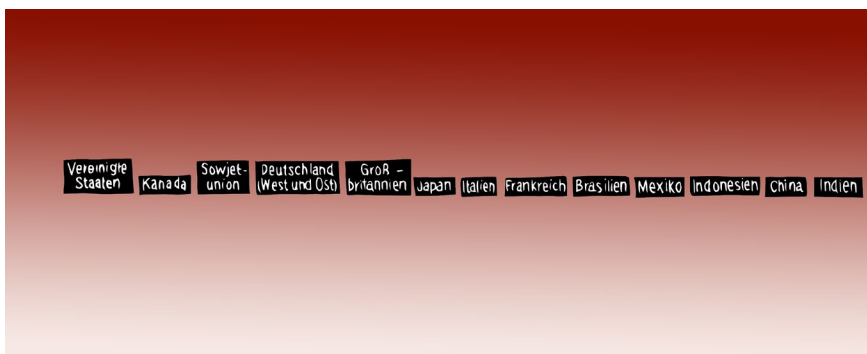 Vereinigte
Staaten
Kanada
Sowjet-
union
Deutschland
(West und Ost)
Groß -
britannien
Japan
Italien
Frankreich
Brasilien
Mexiko
Indonesien
China
Indien